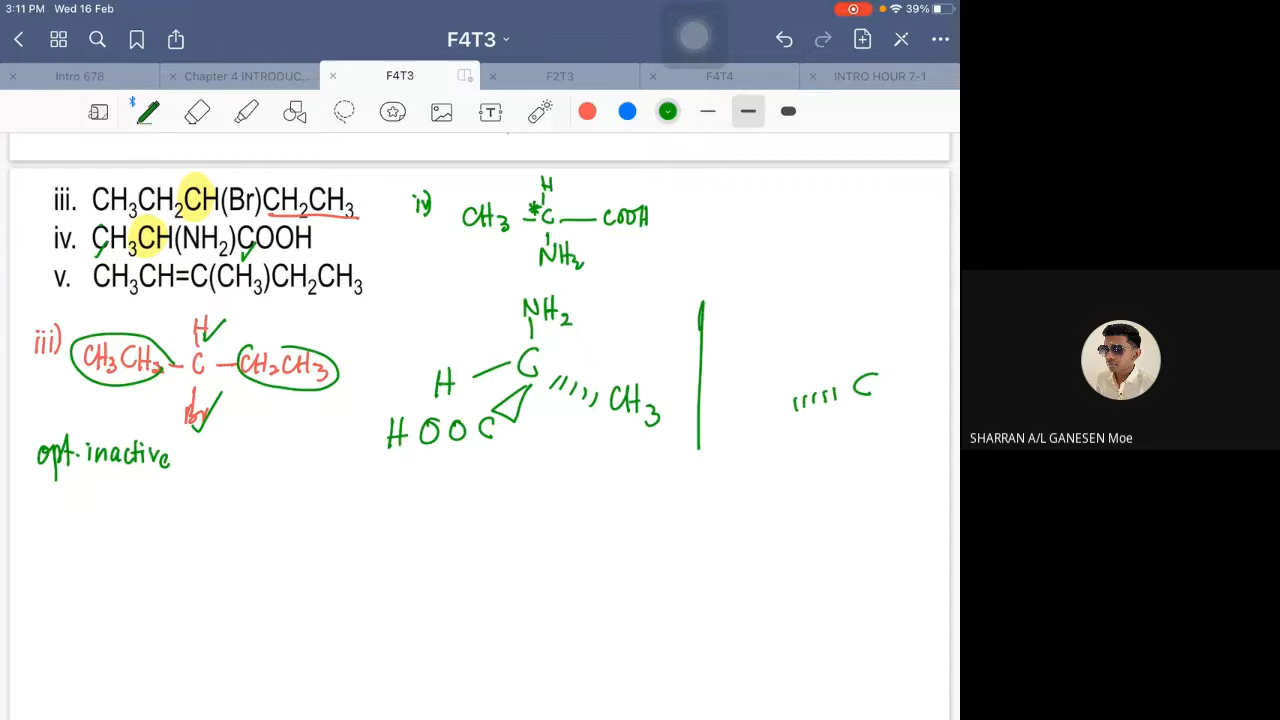 3:11 PM Wed 16 Feb
39%
F4T3
Intro 678
Chapter 4 INTRODUC...
F4T3
F2T3
F4T4
INTRO HOUR 7-1
iii. CH₃CH₂CH(Br)CH₂CH₃
iv. CH₃CH(NH₂)COOH
v. CH₃CH=C(CH₃)CH₂CH₃
iv)
H
CH₃ - *C — COOH
NH₂
iii)
H
CH₃CH₂ - C - CH₂CH₃
Br
opt. inactive
NH₂
C
H
CH₃
HOOC
C
SHARRAN A/L GANESEN Moe